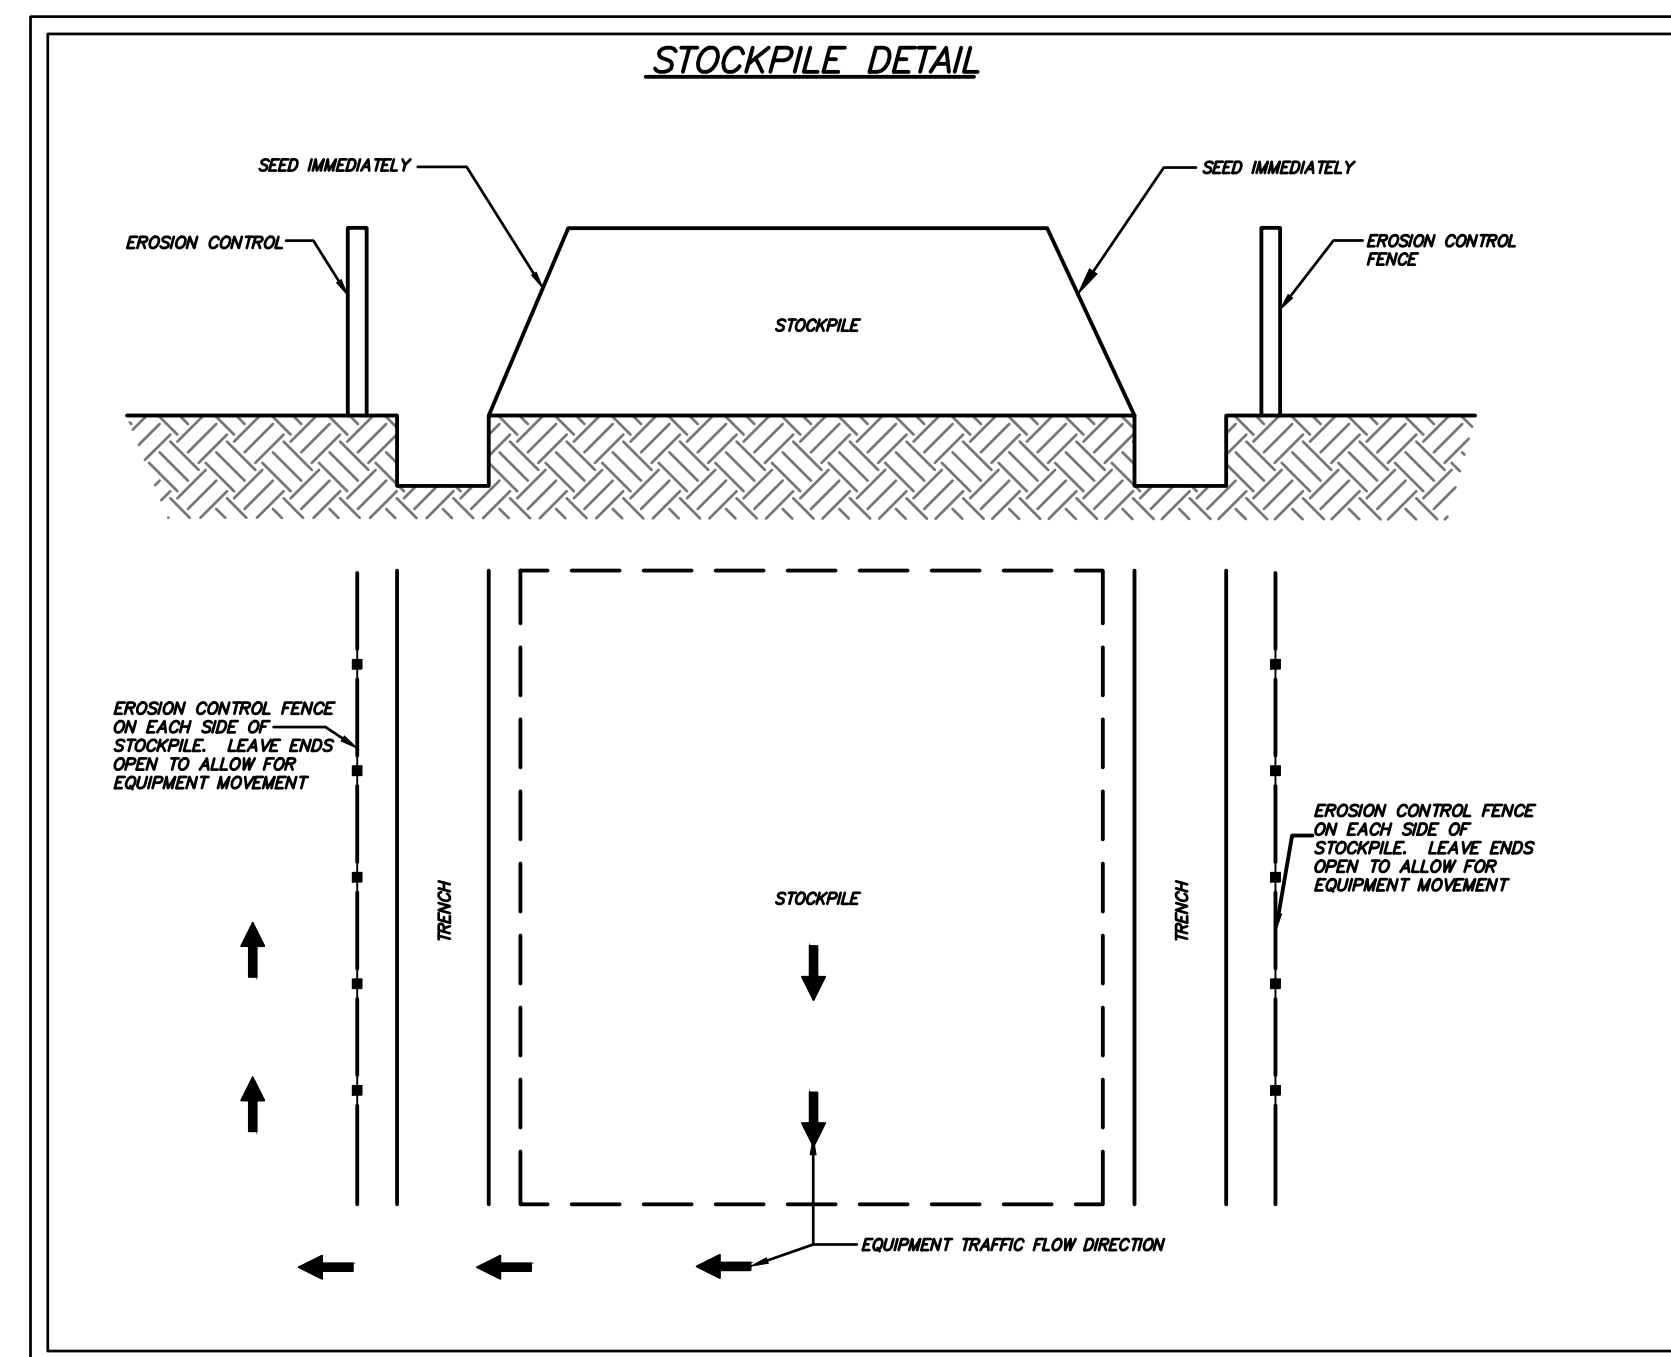 STOCKPILE DETAIL
SEED IMMEDIATELY
SEED IMMEDIATELY
EROSION CONTROL
EROSION CONTROL
FENCE
STOCKPILE
EROSION CONTROL FENCE
ON EACH SIDE OF
STOCKPILE. LEAVE ENDS
OPEN TO ALLOW FOR
EQUIPMENT MOVEMENT
EROSION CONTROL FENCE
ON EACH SIDE OF
STOCKPILE. LEAVE ENDS
OPEN TO ALLOW FOR
EQUIPMENT MOVEMENT
TRENCH
STOCKPILE
TRENCH
EQUIPMENT TRAFFIC FLOW DIRECTION